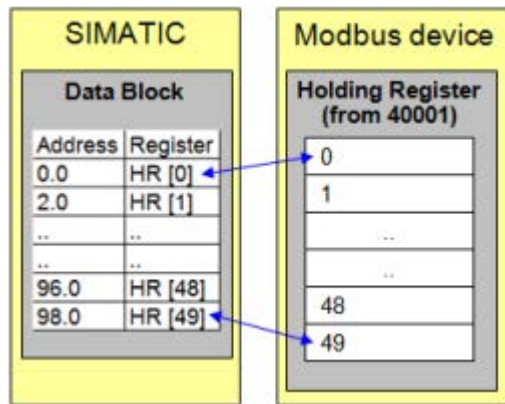 SIMATIC
Data Block
Address Register
0.0 HR [0]
2.0 HR [1]
.. ..
.. ..
96.0 HR [48]
98.0 HR [49]
Modbus device
Holding Register
(from 40001)
0
1
..
..
48
49